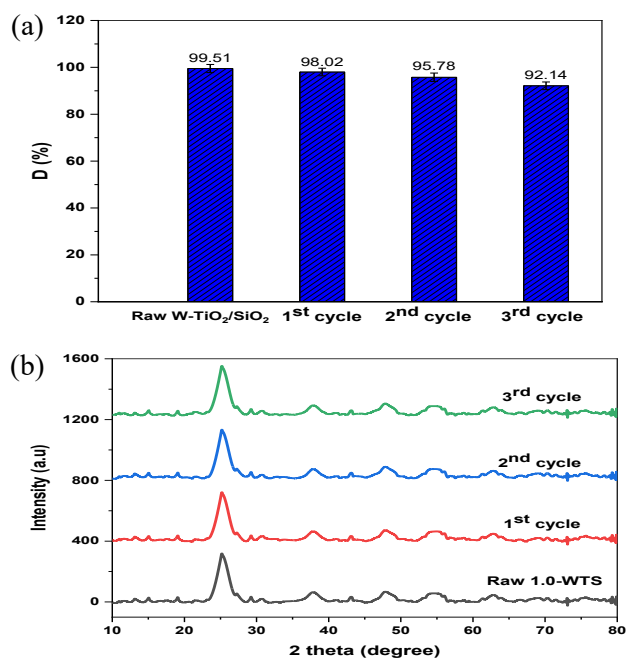 (a)
120
100
80
60
40
20
0
D (%)
99.51
98.02
95.78
92.14
Raw W-TiO₂/SiO₂ 1st cycle 2nd cycle 3rd cycle
(b)
1600
1200
800
400
0
Intensity (a.u)
3rd cycle
2nd cycle
1st cycle
Raw 1.0-WTS
10 20 30 40 50 60 70 80
2 theta (degree)